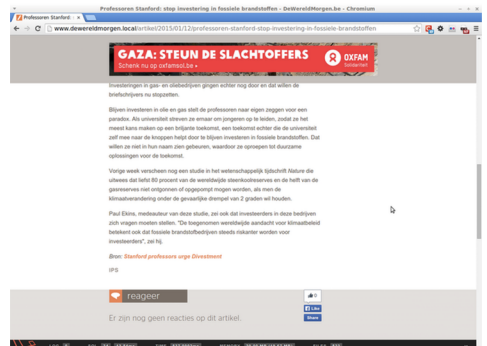 Professoren Stanford: stop investering in fossiele brandstoffen - DeWereldMorgen.be - Chromium
Professoren Stanford: s
www.dewereldmorgen.local/artikel/2015/01/12/professoren-stanford-stop-investering-in-fossiele-brandstoffen
GAZA: STEUN DE SLACHTOFFERS
Schenk nu op oxfamsol.be
OXFAM
Solidariteit
investeringen in gas- en oliebedrijven gingen echter nog door en dat willen de
briefschrijvers nu stopzetten.
Blijven investeren in olie en gas stelt de professoren naar eigen zeggen voor een
paradox. Als universiteit streven ze ernaar om jongeren op te leiden, zodat ze het
meest kans maken op een briljante toekomst, een toekomst echter die de universiteit
zelf mee naar de knoppen helpt door te blijven investeren in fossiele brandstoffen. Dat
willen ze niet in hun naam zien gebeuren, waardoor ze oproepen tot duurzame
oplossingen voor de toekomst.
Vorige week verscheen nog een studie in het wetenschappelijk tijdschrift Nature die
uitwees dat liefst 80 procent van de wereldwijde steenkoolreserves en de helft van de
gasreserves niet ontgonnen of opgepompt mogen worden, als men de
klimaatverandering onder de gevaarlijke drempel van 2 graden wil houden.
Paul Ekins, medeauteur van deze studie, zei ook dat investeerders in deze bedrijven
zich vragen moeten stellen. "De toegenomen wereldwijde aandacht voor klimaatbeleid
betekent ook dat fossiele brandstofbedrijven steeds riskanter worden voor
investeerders", zei hij.
Bron: Stanford professors urge Divestment
IPS
reageer
0
Like
Share
Er zijn nog geen reacties op dit artikel.